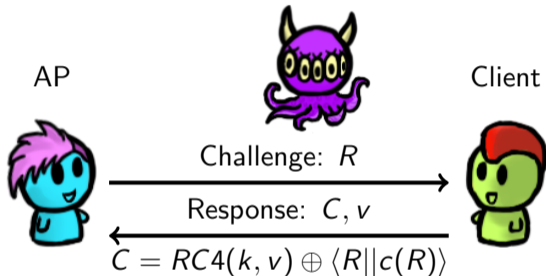 AP
Client
Challenge: R
Response: C, v
C = RC4(k, v) ⊕ ⟨R||c(R)⟩